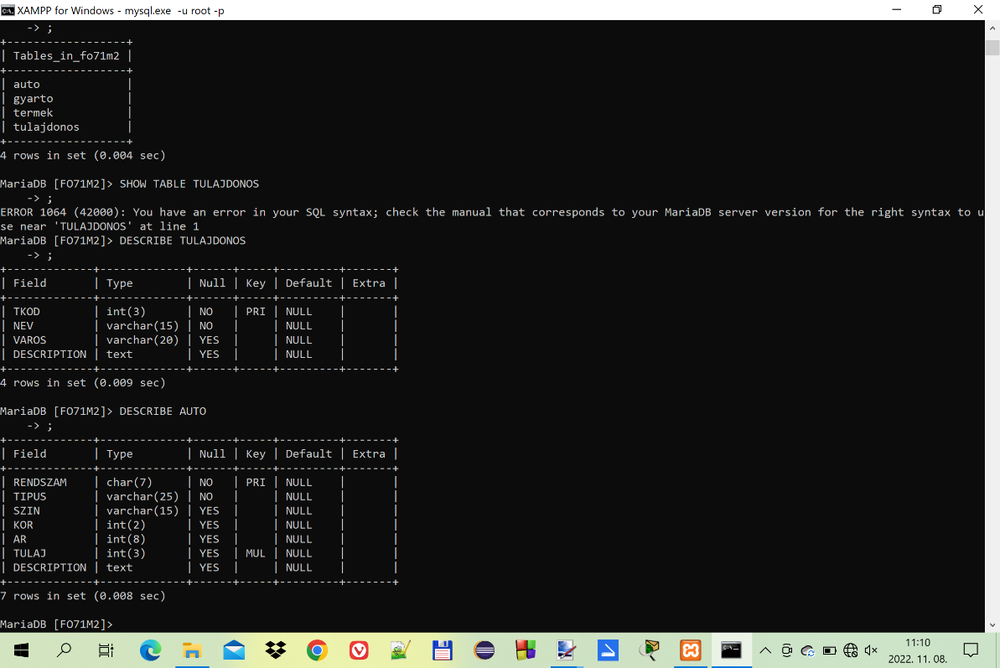 XAMPP for Windows - mysql.exe -u root -p
    -> ;
+------------------+
| Tables_in_fo71m2 |
+------------------+
| auto             |
| gyarto           |
| termek           |
| tulajdonos       |
+------------------+
4 rows in set (0.004 sec)
MariaDB [FO71M2]> SHOW TABLE TULAJDONOS
    -> ;
ERROR 1064 (42000): You have an error in your SQL syntax; check the manual that corresponds to your MariaDB server version for the right syntax to u
se near 'TULAJDONOS' at line 1
MariaDB [FO71M2]> DESCRIBE TULAJDONOS
    -> ;
+-------------+-------------+------+-----+---------+-------+
| Field       | Type        | Null | Key | Default | Extra |
+-------------+-------------+------+-----+---------+-------+
| TKOD        | int(3)      | NO   | PRI | NULL    |       |
| NEV         | varchar(15) | NO   |     | NULL    |       |
| VAROS       | varchar(20) | YES  |     | NULL    |       |
| DESCRIPTION | text        | YES  |     | NULL    |       |
+-------------+-------------+------+-----+---------+-------+
4 rows in set (0.009 sec)
MariaDB [FO71M2]> DESCRIBE AUTO
    -> ;
+-------------+-------------+------+-----+---------+-------+
| Field       | Type        | Null | Key | Default | Extra |
+-------------+-------------+------+-----+---------+-------+
| RENDSZAM    | char(7)     | NO   | PRI | NULL    |       |
| TIPUS       | varchar(25) | NO   |     | NULL    |       |
| SZIN        | varchar(15) | YES  |     | NULL    |       |
| KOR         | int(2)      | YES  |     | NULL    |       |
| AR          | int(8)      | YES  |     | NULL    |       |
| TULAJ       | int(3)      | YES  | MUL | NULL    |       |
| DESCRIPTION | text        | YES  |     | NULL    |       |
+-------------+-------------+------+-----+---------+-------+
7 rows in set (0.008 sec)
MariaDB [FO71M2]>
11:10
2022. 11. 08.